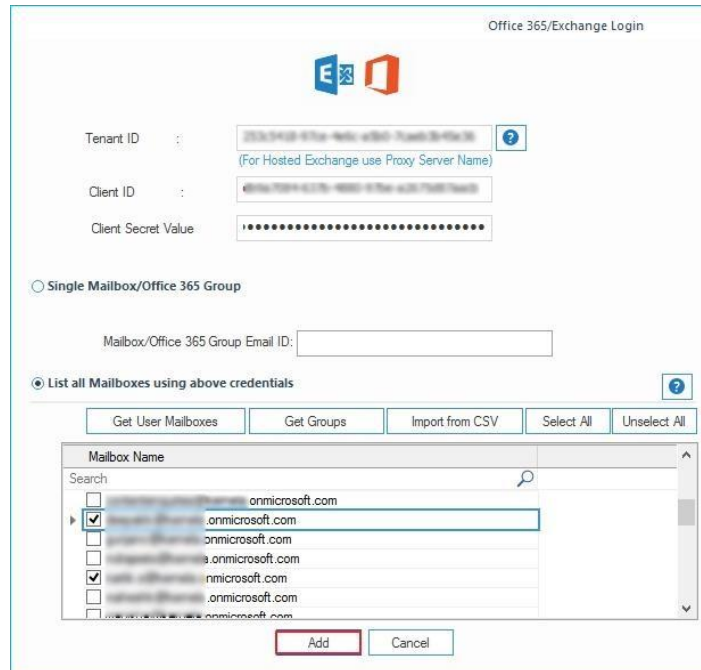 Office 365/Exchange Login
Tenant ID :
(For Hosted Exchange use Proxy Server Name)
Client ID :
Client Secret Value
Single Mailbox/Office 365 Group
Mailbox/Office 365 Group Email ID:
List all Mailboxes using above credentials
Get User Mailboxes Get Groups Import from CSV Select All Unselect All
Mailbox Name
Search
onmicrosoft.com
.onmicrosoft.com
onmicrosoft.com
.onmicrosoft.com
nmicrosoft.com
.onmicrosoft.com
onmicrosoft.com
Add Cancel